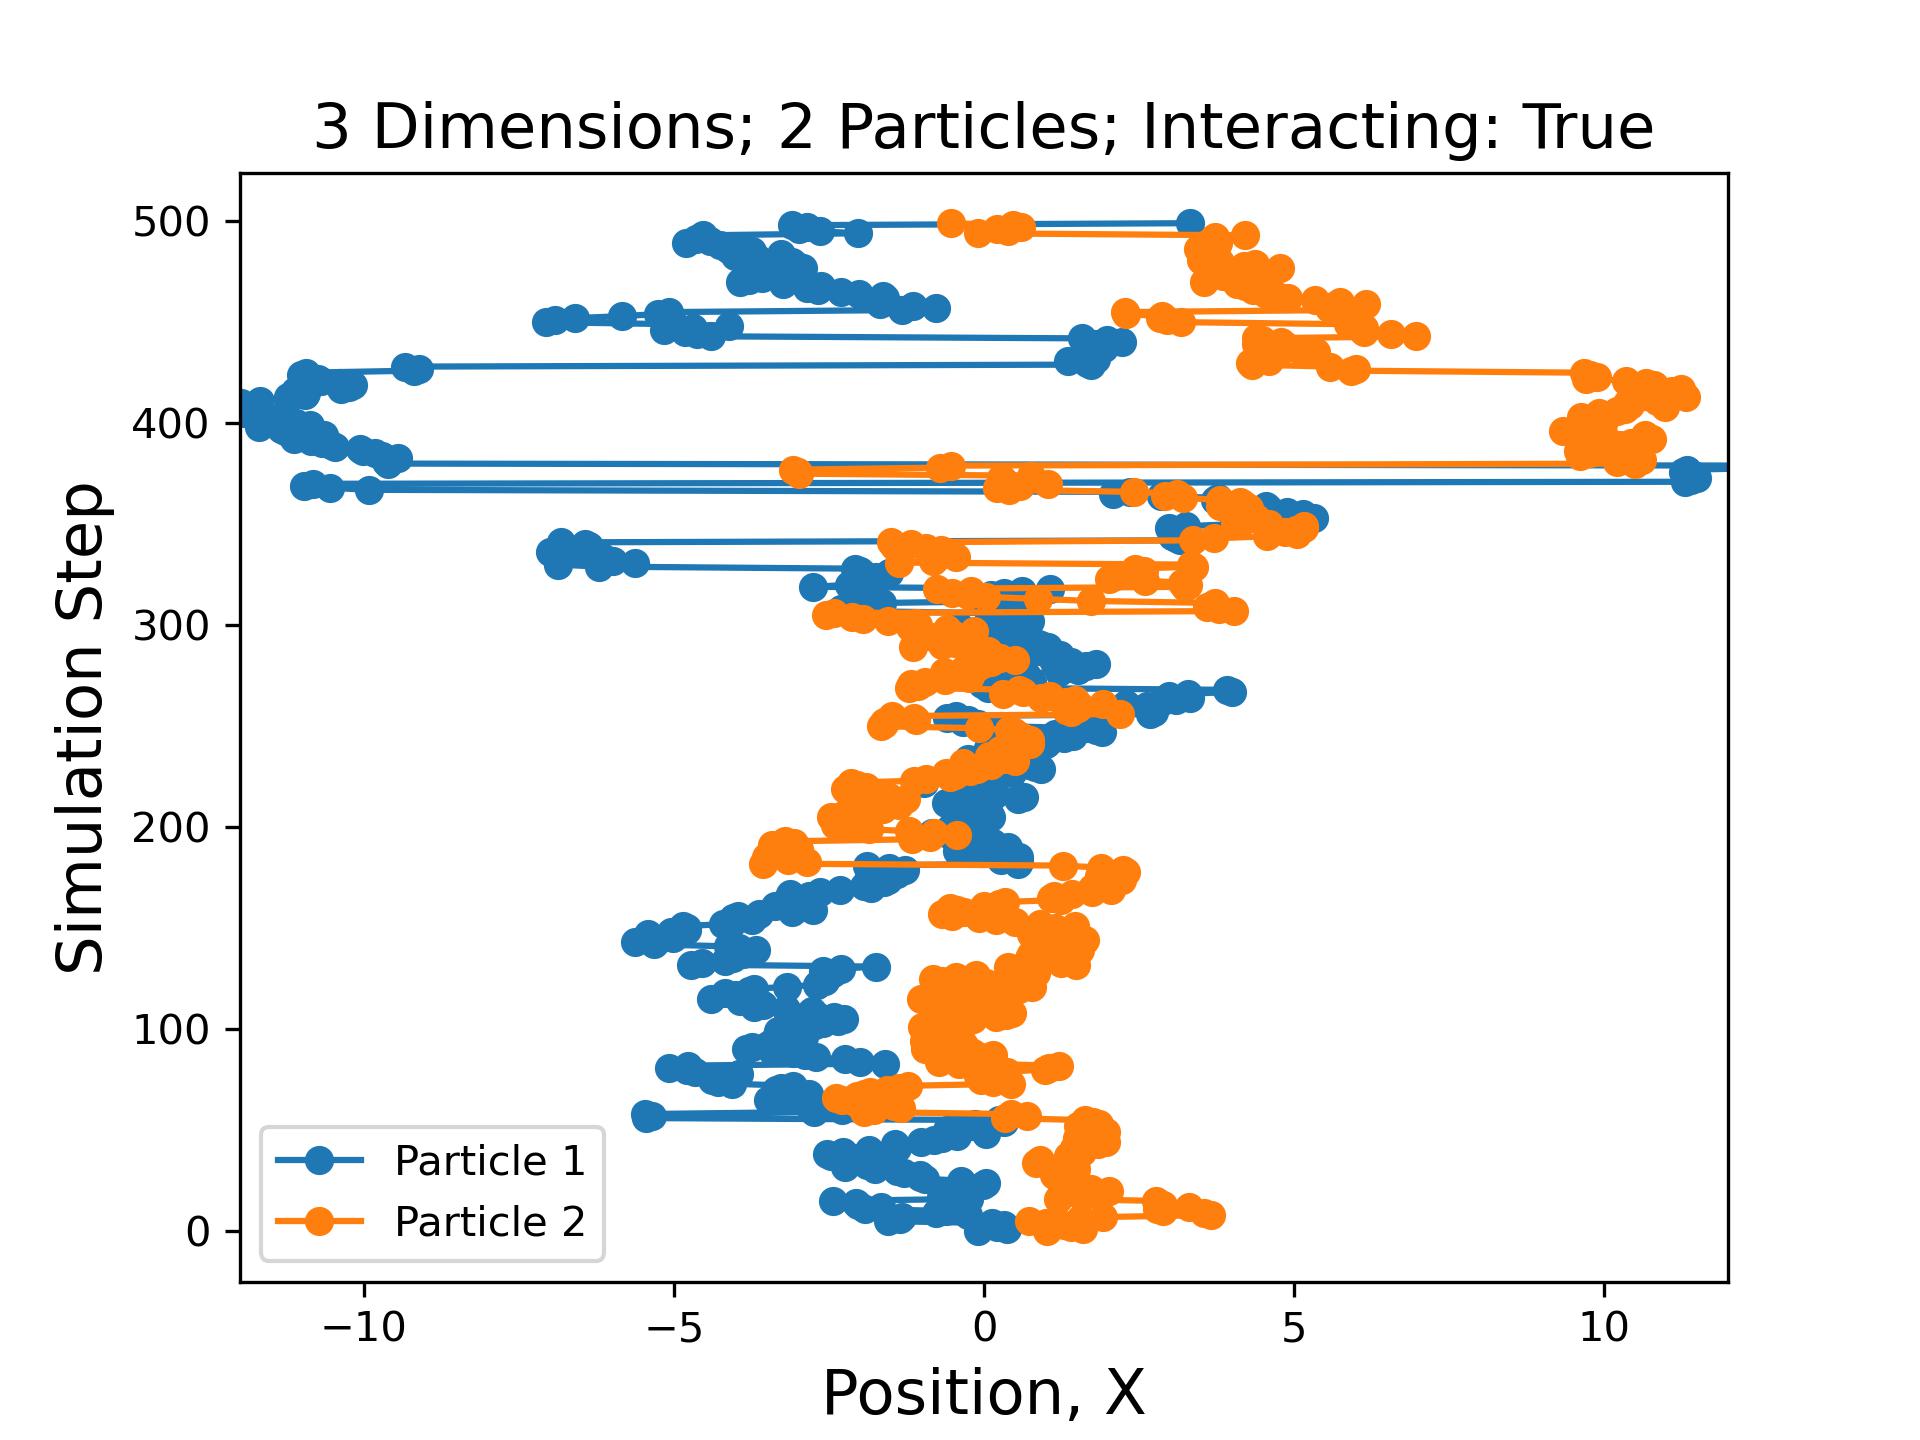 3 Dimensions; 2 Particles; Interacting: True
Simulation Step
500
400
300
200
100
0
Particle 1
Particle 2
−10
−5
0
5
10
Position, X